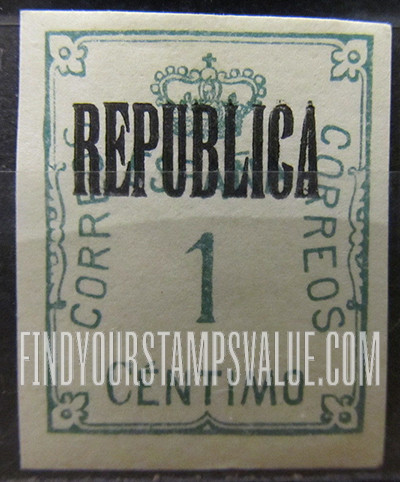 REPUBLICA
CORREOS
CORREOS
1
FINDYOURSTAMPSVALUE.COM
CENTIMO